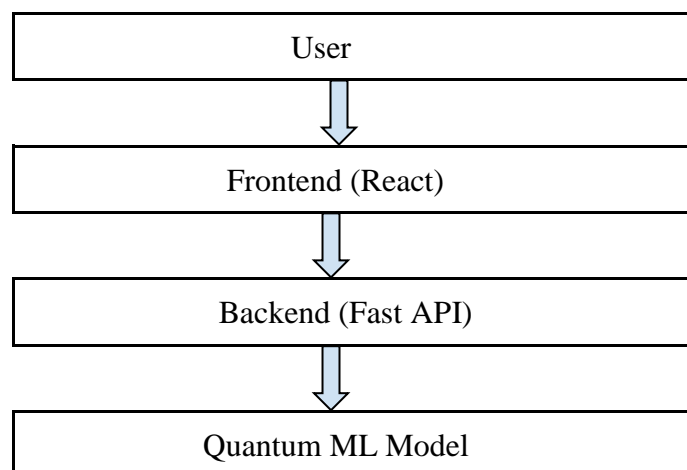 User
Frontend (React)
Backend (Fast API)
Quantum ML Model